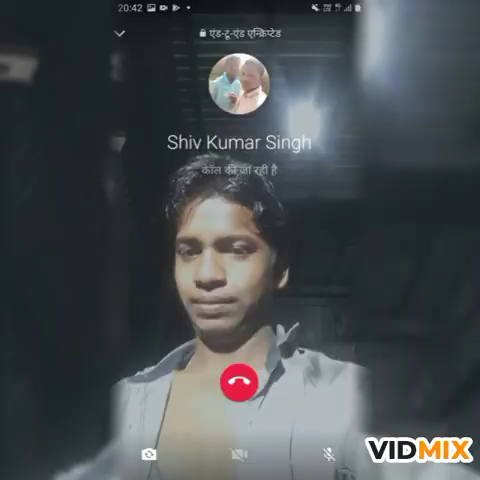 20:42
एंड-टू-एंड एन्क्रिप्टेड
Shiv Kumar Singh
कॉल की जा रही है
VIDMIX